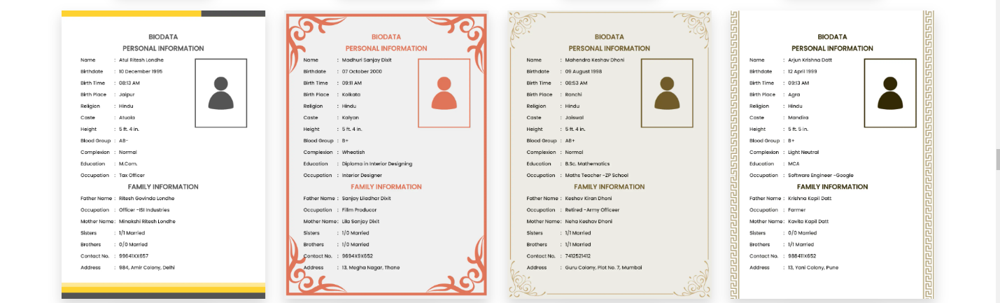 BIODATA
PERSONAL INFORMATION
Name : Atul Ritesh Londhe
Birthdate : 10 December 1995
Birth Time : 08:13 AM
Birth Place : Jaipur
Religion : Hindu
Caste : Atuola
Height : 5 ft. 4 in.
Blood Group : AB-
Complexion : Normal
Education : M.Com.
Occupation : Tax Officer
FAMILY INFORMATION
Father Name : Ritesh Govinda Londhe
Occupation : Officer -ISI Industries
Mother Name : Minakshi Ritesh Londhe
Sisters : 1/1 Married
Brothers : 0/0 Married
Contact No. : 99641XX657
Address : 984, Amir Colony, Delhi
BIODATA
PERSONAL INFORMATION
Name : Madhuri Sanjay Dixit
Birthdate : 07 October 2000
Birth Time : 09:11 AM
Birth Place : Kolkata
Religion : Hindu
Caste : Kalyan
Height : 5 ft. 4 in.
Blood Group : B+
Complexion : Wheatish
Education : Diploma in Interior Designing
Occupation : Interior Designer
FAMILY INFORMATION
Father Name : Sanjay Liladhar Dixit
Occupation : Fillm Producor
Mother Name : Lila Sanjay Dixit
Sisters : 1/0 Married
Brothers : 1/0 Married
Contact No. : 9694X9X652
Address : 13, Megha Nagar, Thane
BIODATA
PERSONAL INFORMATION
Name : Mahendra Keshav Dhoni
Birthdate : 09 August 1998
Birth Time : 08:53 AM
Birth Place : Ranchi
Religion : Hindu
Caste : Jaiswal
Height : 5 ft. 4 in.
Blood Group : AB+
Complexion : Normal
Education : B.Sc. Mathematics
Occupation : Maths Teacher -ZP School
FAMILY INFORMATION
Father Name : Keshav Kiran Dhoni
Occupation : Retired -Army Officeer
Mother Name : Neha Keshav Dhoni
Sisters : 1/1 Married
Brothers : 1/1 Married
Contact No. : 7412521412
Address : Guru Colony, Plot No. 7, Mumbai
BIODATA
PERSONAL INFORMATION
Name : Arjun Krishna Datt
Birthdate : 12 April 1999
Birth Time : 09:13 AM
Birth Place : Agra
Religion : Hindu
Caste : Mandira
Height : 5 ft. 5 in.
Blood Group : B+
Complexion : Light Neutral
Education : MCA
Occupation : Software Engineer -Google
FAMILY INFORMATION
Father Name : Krishna Kapil Datt
Occupation : Farmer
Mother Name : Kavita Kapil Datt
Sisters : 0/0 Married
Brothers : 1/1 Married
Contact No. : 988411X652
Address : 13, Yani Colony, Pune